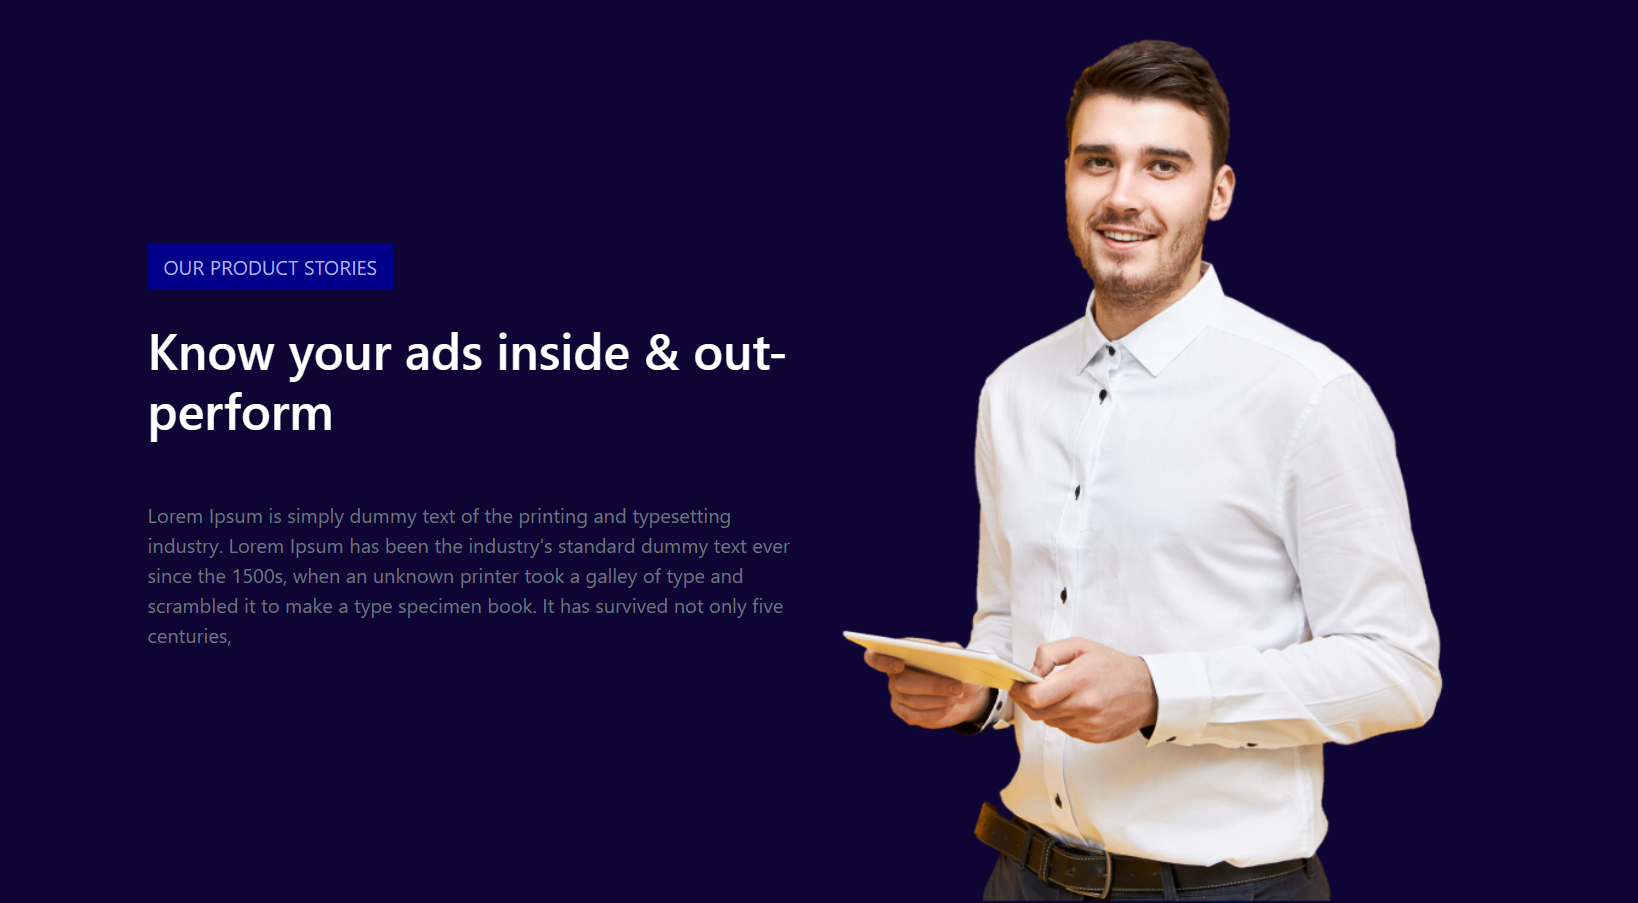 OUR PRODUCT STORIES
Know your ads inside & out-
perform
Lorem Ipsum is simply dummy text of the printing and typesetting
industry. Lorem Ipsum has been the industry's standard dummy text ever
since the 1500s, when an unknown printer took a galley of type and
scrambled it to make a type specimen book. It has survived not only five
centuries,